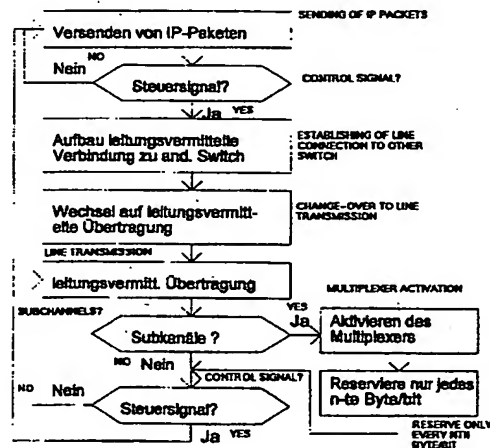 SENDING OF IP PACKETS
Versenden von IP-Paketen
NO
Nein
Steuersignal?
CONTROL SIGNAL?
Ja YES
Aufbau leitungsvermittelte
Verbindung zu and. Switch
ESTABLISHING OF LINE
CONNECTION TO OTHER
SWITCH
Wechsel auf leitungsvermitt-
elte Übertragung
CHANGE-OVER TO LINE
TRANSMISSION
LINE TRANSMISSION
leitungsvermitt. Übertragung
SUBCHANNELS?
Subkanäle ?
YES
Ja
MULTIPLEXER ACTIVATION
Aktivieren des
Multiplexers
NO Nein
CONTROL SIGNAL?
Reserviere nur jedes
n-te Byte/bit
NO Nein
Steuersignal?
RESERVE ONLY
EVERY NTH
BYTE/BIT
Ja YES